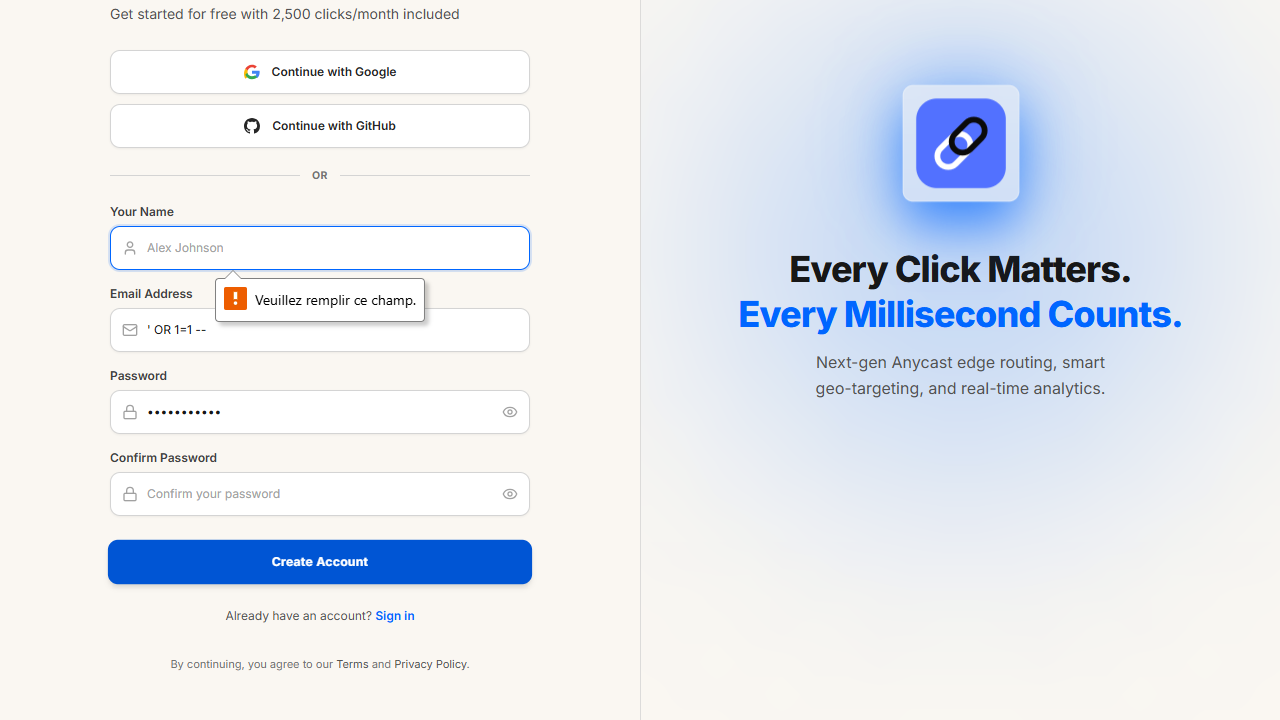 Get started for free with 2,500 clicks/month included
Continue with Google
Continue with GitHub
OR
Your Name
Alex Johnson
Veuillez remplir ce champ.
Email Address
' OR 1=1 --
Password
•••••••••••
Confirm Password
Confirm your password
Create Account
Already have an account? Sign in
By continuing, you agree to our Terms and Privacy Policy.
Every Click Matters.
Every Millisecond Counts.
Next-gen Anycast edge routing, smart
geo-targeting, and real-time analytics.